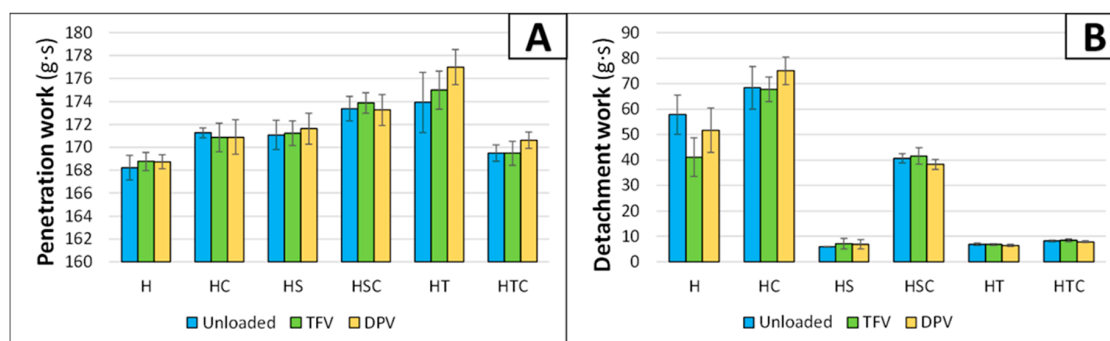 A
Penetration work (g·s)
180
178
176
174
172
170
168
166
164
162
160
H HC HS HSC HT HTC
Unloaded TFV DPV
B
Detachment work (g·s)
90
80
70
60
50
40
30
20
10
0
H HC HS HSC HT HTC
Unloaded TFV DPV